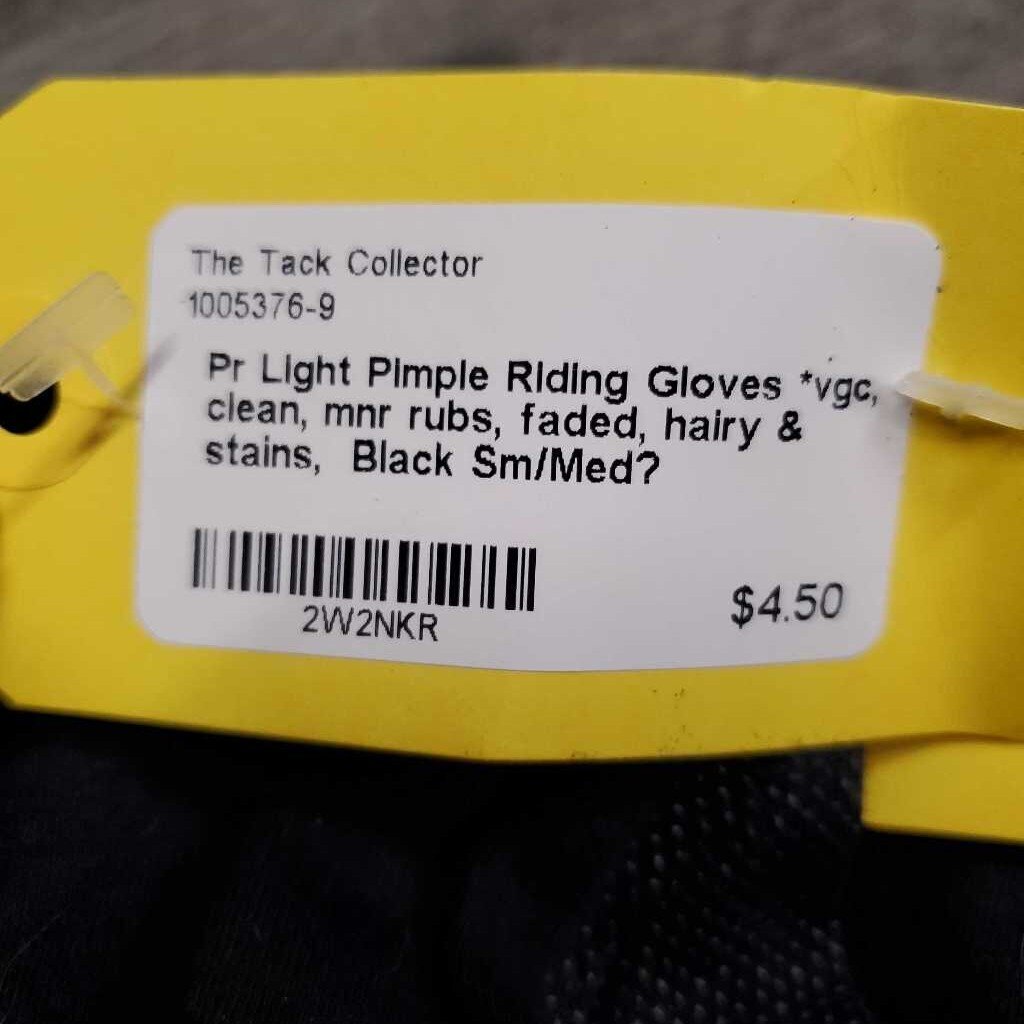 The Tack Collector
1005376-9
Pr Light Pimple Riding Gloves *vgc,
clean, mnr rubs, faded, hairy &
stains, Black Sm/Med?
2W2NKR
$4.50